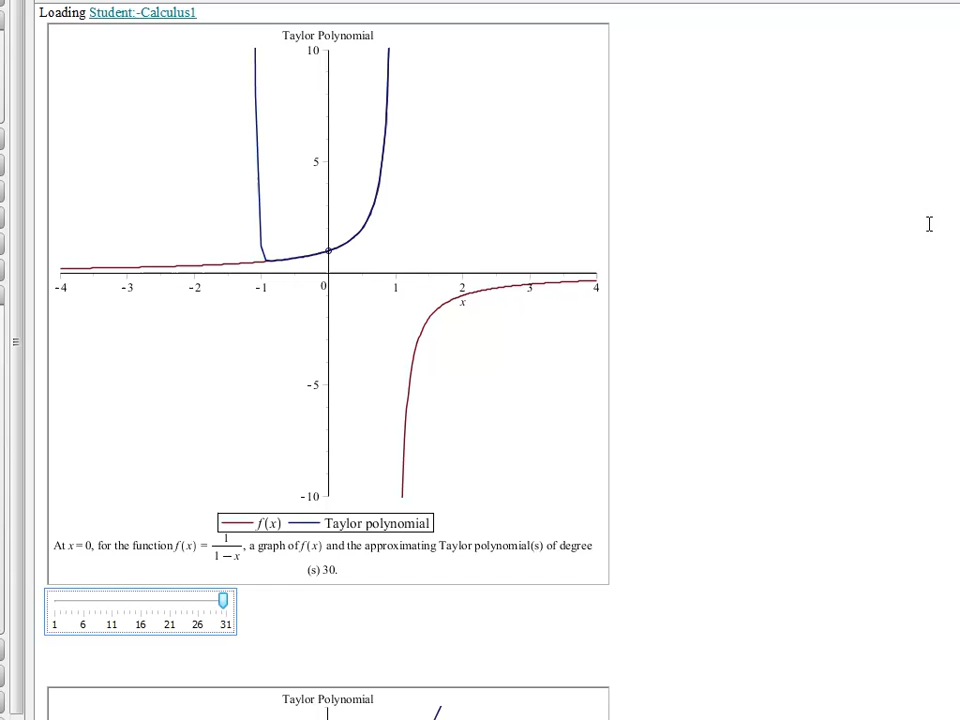 Loading Student:-Calculus1
Taylor Polynomial
10
5
-4 -3 -2 -1 0 1 2 3 4
x
-5
-10
f(x) Taylor polynomial
At x=0, for the function f(x) = 1/(1-x), a graph of f(x) and the approximating Taylor polynomial(s) of degree
(s) 30.
1 6 11 16 21 26 31
Taylor Polynomial